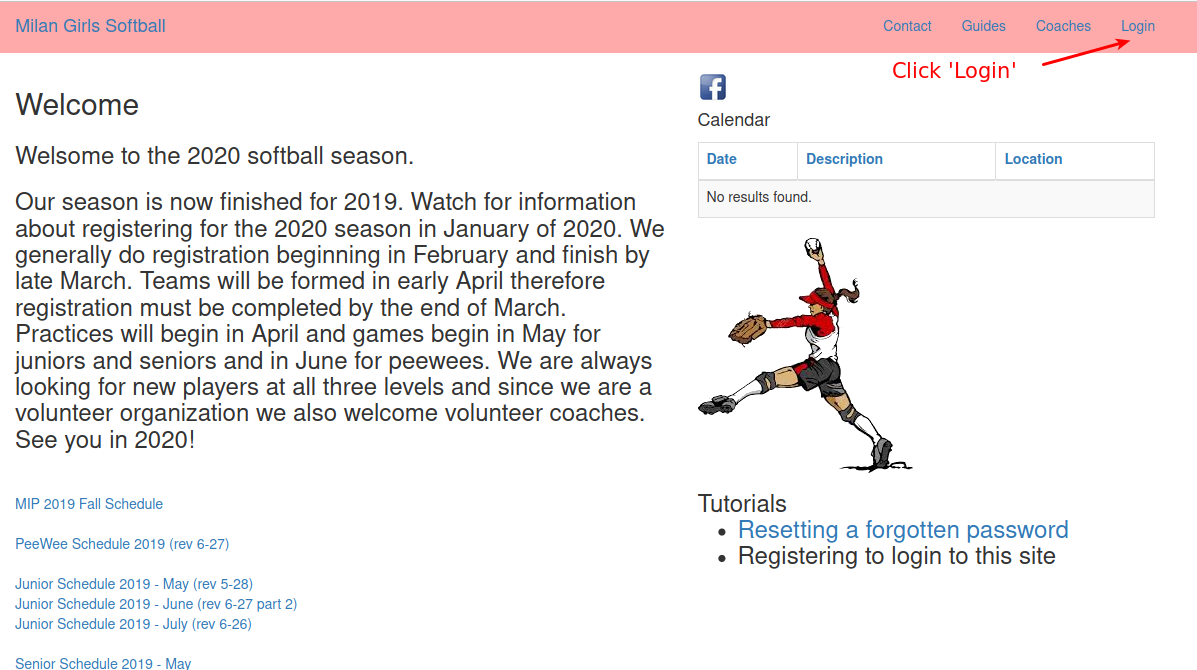 Milan Girls Softball
Contact Guides Coaches Login
Click 'Login'
Welcome
Welsome to the 2020 softball season.
Our season is now finished for 2019. Watch for information
about registering for the 2020 season in January of 2020. We
generally do registration beginning in February and finish by
late March. Teams will be formed in early April therefore
registration must be completed by the end of March.
Practices will begin in April and games begin in May for
juniors and seniors and in June for peewees. We are always
looking for new players at all three levels and since we are a
volunteer organization we also welcome volunteer coaches.
See you in 2020!
MIP 2019 Fall Schedule
PeeWee Schedule 2019 (rev 6-27)
Junior Schedule 2019 - May (rev 5-28)
Junior Schedule 2019 - June (rev 6-27 part 2)
Junior Schedule 2019 - July (rev 6-26)
Senior Schedule 2019 - May
f
Calendar
Date Description Location
No results found.
Tutorials
• Resetting a forgotten password
• Registering to login to this site